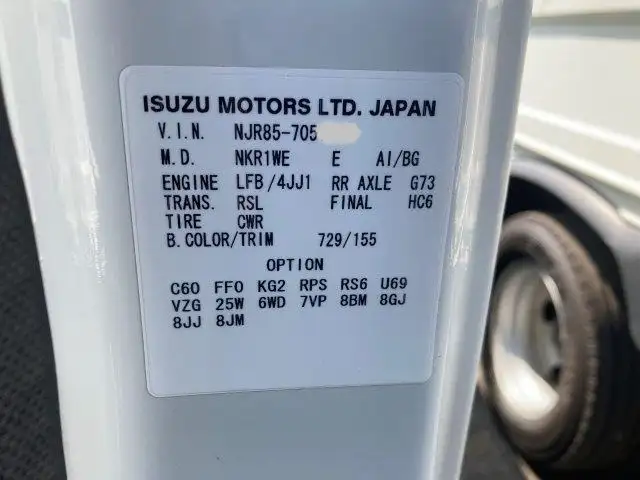 ISUZU MOTORS LTD. JAPAN
V.I.N. NJR85-705
M.D. NKR1WE E AI/BG
ENGINE LFB/4JJ1 RR AXLE G73
TRANS. RSL FINAL HC6
TIRE CWR
B.COLOR/TRIM 729/155
OPTION
C60 FF0 KG2 RPS RS6 U69
VZG 25W 6WD 7VP 8BM 8GJ
8JJ 8JM